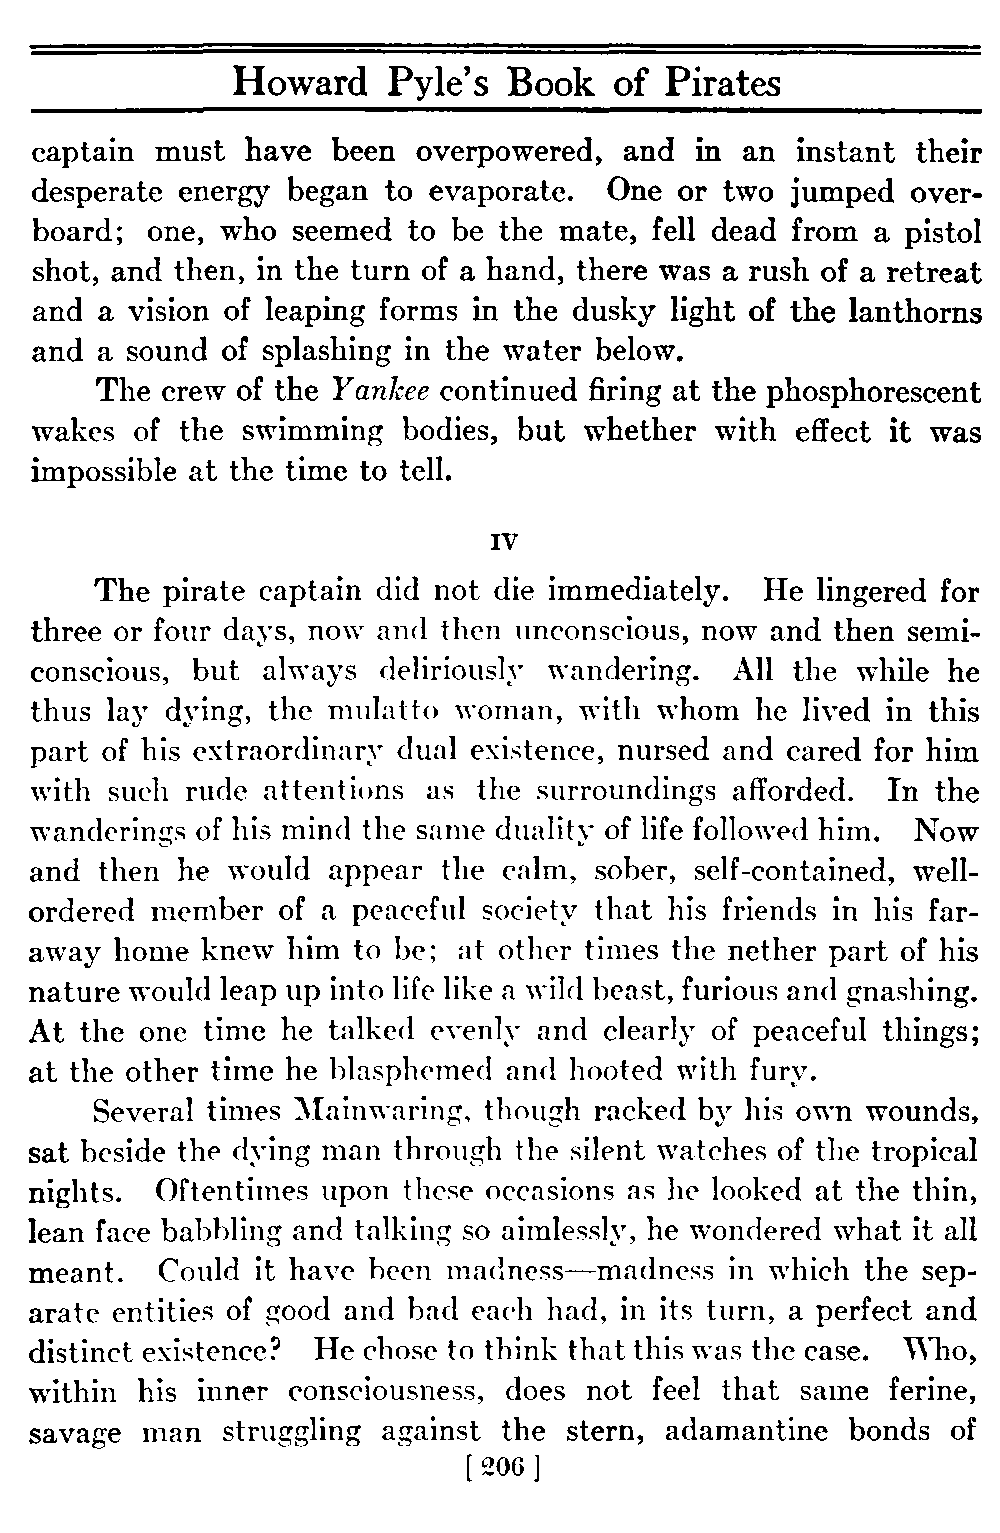 Howard Pyle's Book of Pirates
captain must have been overpowered, and in an instant their
desperate energy began to evaporate. One or two jumped over-
board; one, who seemed to be the mate, fell dead from a pistol
shot, and then, in the turn of a hand, there was a rush of a retreat
and a vision of leaping forms in the dusky light of the lanthorns
and a sound of splashing in the water below.
The crew of the Yankee continued firing at the phosphorescent
wakes of the swimming bodies, but whether with effect it was
impossible at the time to tell.
IV
The pirate captain did not die immediately. He lingered for
three or four days, now and then unconscious, now and then semi-
conscious, but always deliriously wandering. All the while he
thus lay dying, the mulatto woman, with whom he lived in this
part of his extraordinary dual existence, nursed and cared for him
with such rude attentions as the surroundings afforded. In the
wanderings of his mind the same duality of life followed him. Now
and then he would appear the calm, sober, self-contained, well-
ordered member of a peaceful society that his friends in his far-
away home knew him to be; at other times the nether part of his
nature would leap up into life like a wild beast, furious and gnashing.
At the one time he talked evenly and clearly of peaceful things;
at the other time he blasphemed and hooted with fury.
Several times Mainwaring, though racked by his own wounds,
sat beside the dying man through the silent watches of the tropical
nights. Oftentimes upon these occasions as he looked at the thin,
lean face babbling and talking so aimlessly, he wondered what it all
meant. Could it have been madness—madness in which the sep-
arate entities of good and bad each had, in its turn, a perfect and
distinct existence? He chose to think that this was the case. Who,
within his inner consciousness, does not feel that same ferine,
savage man struggling against the stern, adamantine bonds of
[ 206 ]